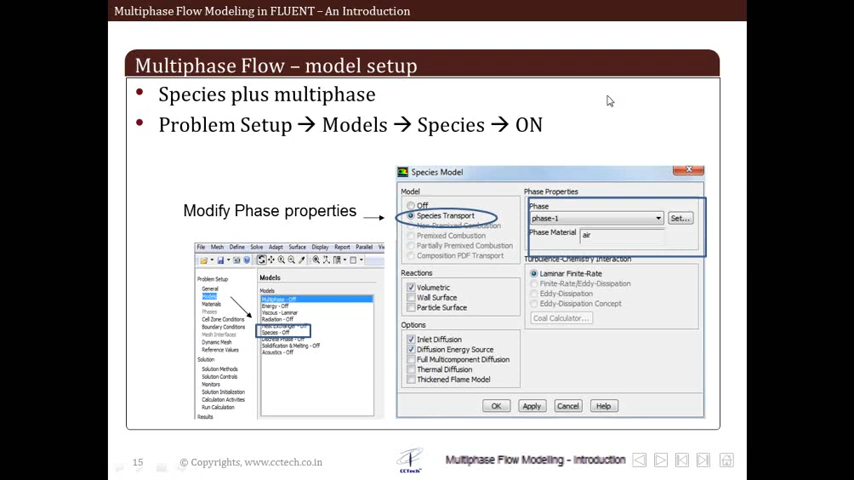 Multiphase Flow Modeling in FLUENT – An Introduction
Multiphase Flow – model setup
• Species plus multiphase
• Problem Setup → Models → Species → ON
Modify Phase properties
File Mesh Define Solve Adapt Surface Display Report Parallel
Problem Setup
General
Models
Materials
Phases
Cell Zone Conditions
Boundary Conditions
Mesh Interfaces
Dynamic Mesh
Reference Values
Solution
Solution Methods
Solution Controls
Monitors
Solution Initialization
Calculation Activities
Run Calculation
Results
Models
Models
Multiphase - Off
Energy - Off
Viscous - Laminar
Radiation - Off
Heat Exchanger - Off
Species - Off
Discrete Phase - Off
Solidification & Melting - Off
Acoustics - Off
Species Model
Model
Off
Species Transport
Non-Premixed Combustion
Premixed Combustion
Partially Premixed Combustion
Composition PDF Transport
Reactions
Volumetric
Wall Surface
Particle Surface
Options
Inlet Diffusion
Diffusion Energy Source
Full Multicomponent Diffusion
Thermal Diffusion
Thickened Flame Model
Phase Properties
Phase
phase-1
Set...
Phase Material air
Turbulence-Chemistry Interaction
Laminar Finite-Rate
Finite-Rate/Eddy-Dissipation
Eddy-Dissipation
Eddy-Dissipation Concept
Coal Calculator...
OK Apply Cancel Help
15
© Copyrights, www.cctech.co.in
CCTech
Multiphase Flow Modeling - Introduction